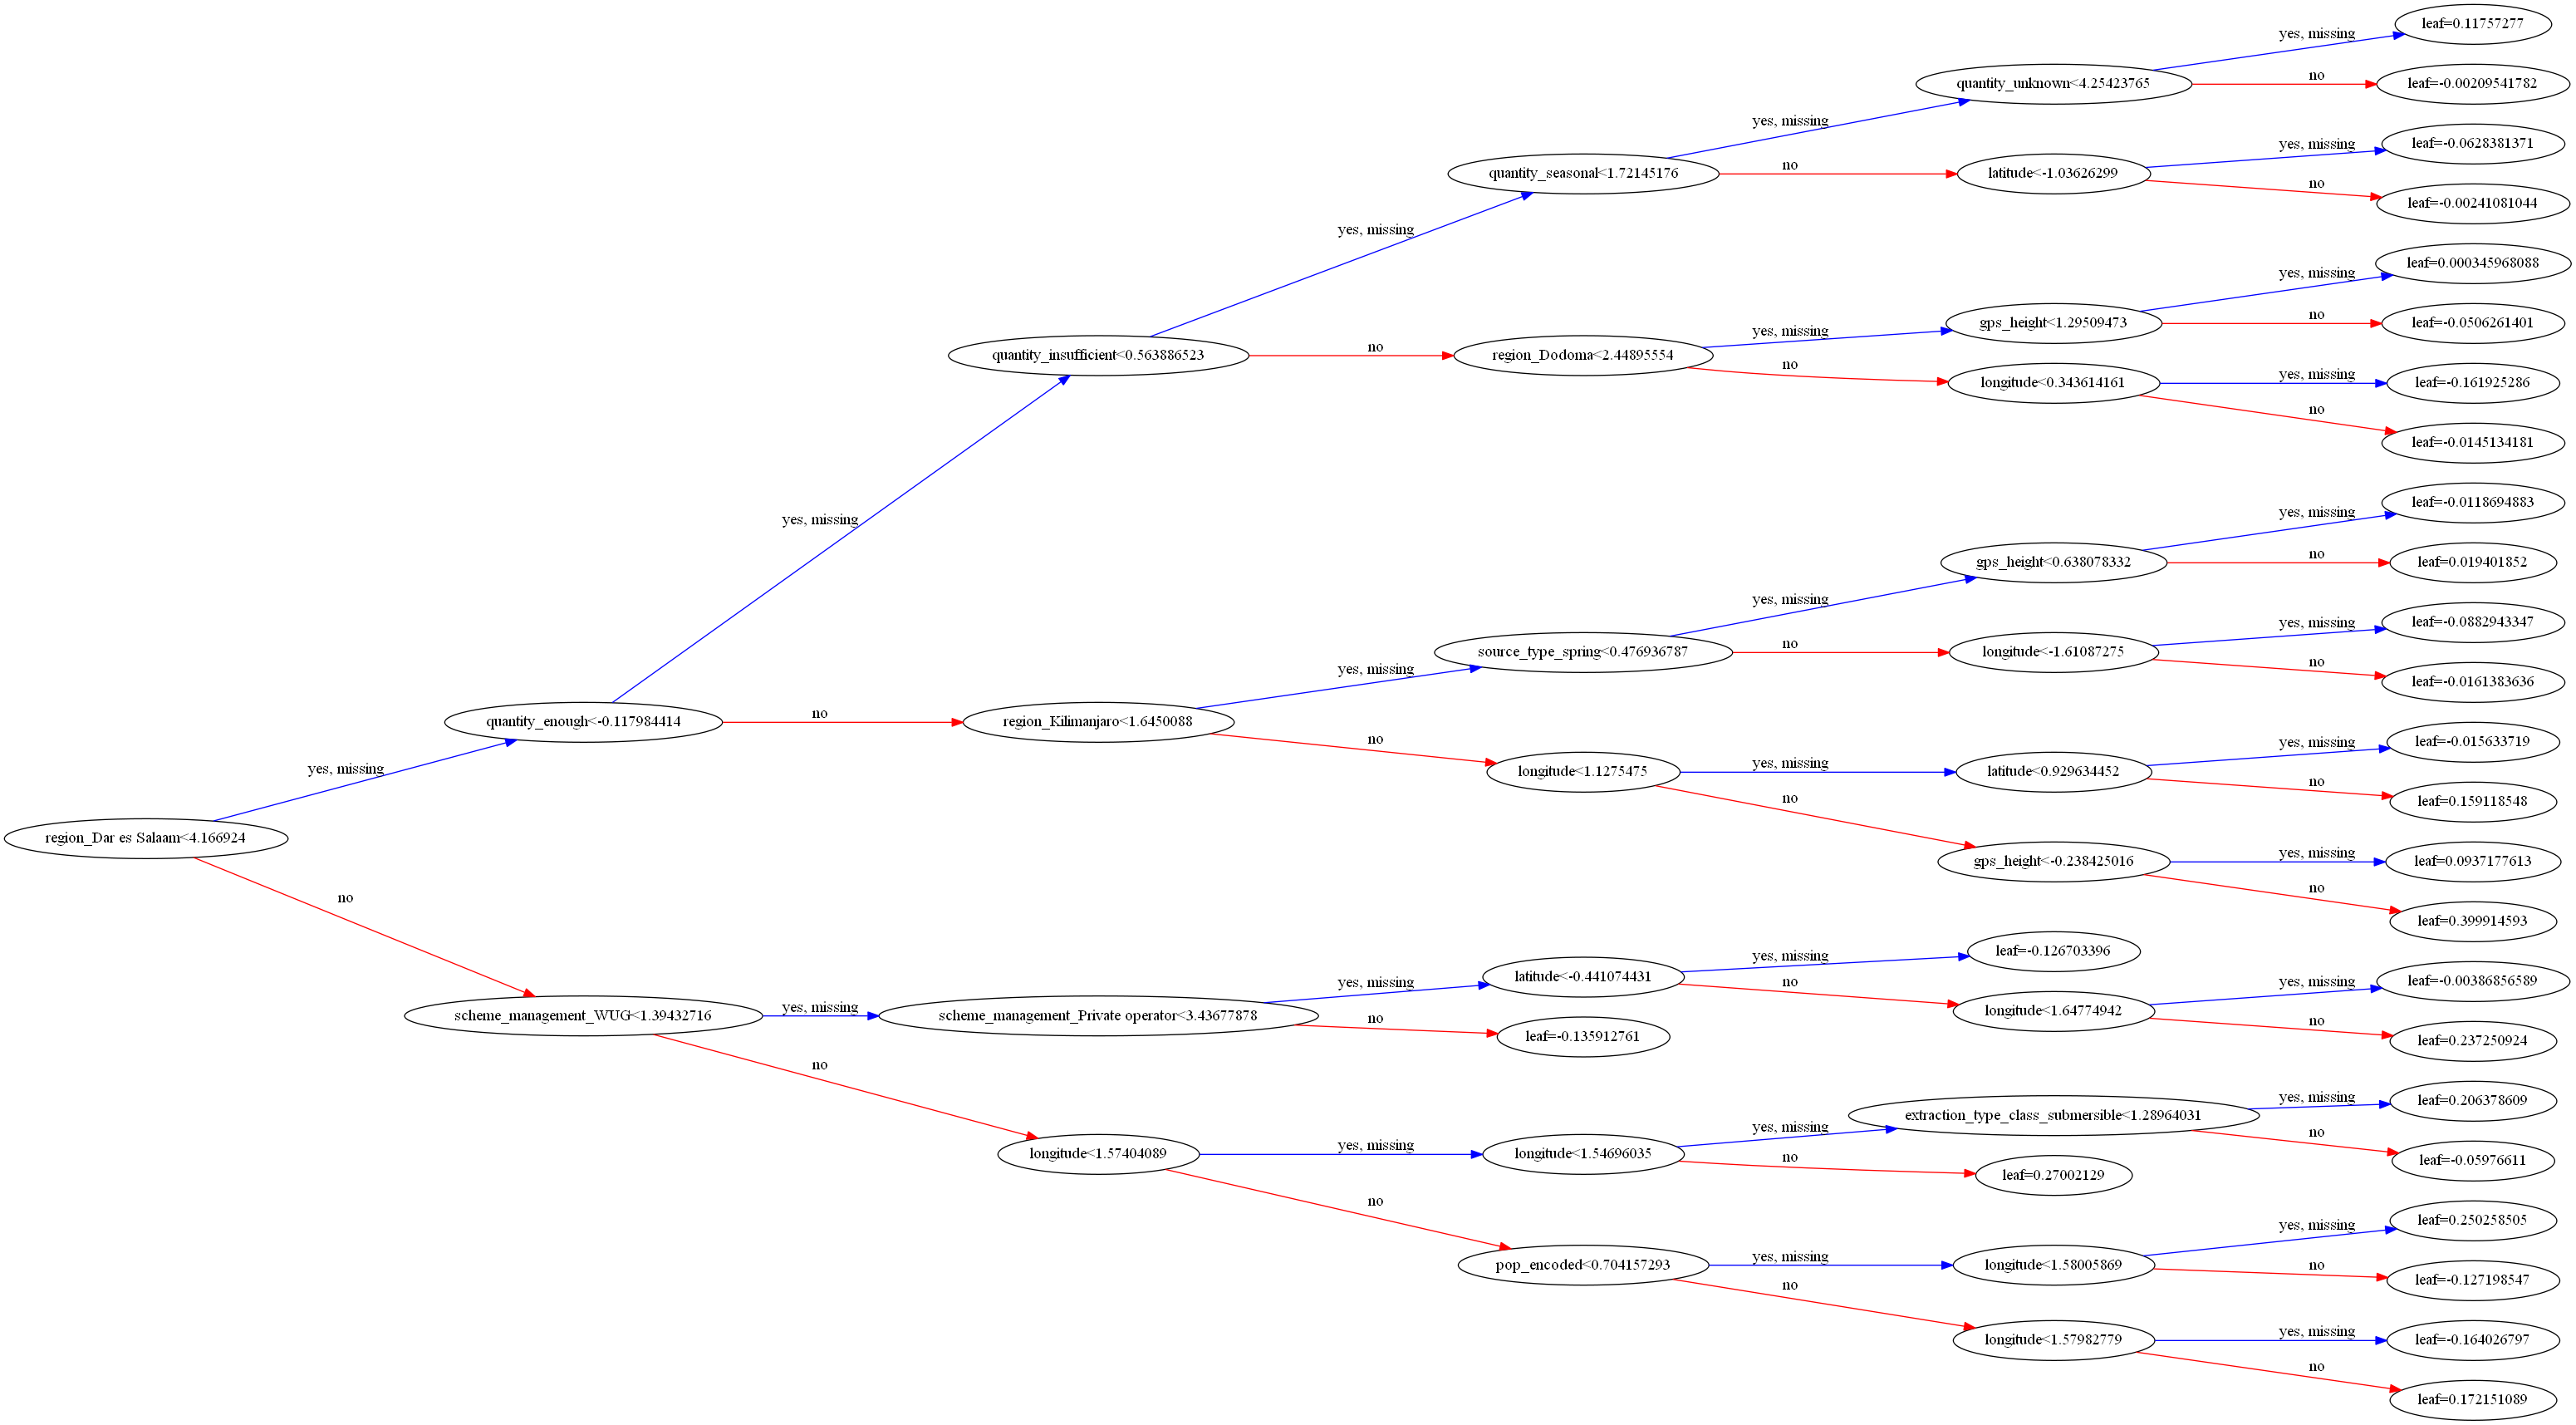 leaf=0.11757277
yes, missing
quantity_unknown<4.25423765
no
leaf=-0.00209541782
yes, missing
yes, missing
leaf=-0.0628381371
quantity_seasonal<1.72145176
no
latitude<-1.03626299
no
leaf=-0.00241081044
yes, missing
leaf=0.000345968088
yes, missing
gps_height<1.29509473
no
leaf=-0.0506261401
yes, missing
quantity_insufficient<0.563886523
no
region_Dodoma<2.44895554
no
longitude<0.343614161
yes, missing
leaf=-0.161925286
no
leaf=-0.0145134181
yes, missing
leaf=-0.0118694883
yes, missing
gps_height<0.638078332
no
leaf=0.019401852
yes, missing
yes, missing
leaf=-0.0882943347
source_type_spring<0.476936787
no
longitude<-1.61087275
no
leaf=-0.0161383636
yes, missing
quantity_enough<-0.117984414
no
region_Kilimanjaro<1.6450088
no
longitude<1.1275475
yes, missing
latitude<0.929634452
yes, missing
leaf=-0.015633719
no
leaf=0.159118548
yes, missing
region_Dar es Salaam<4.166924
no
gps_height<-0.238425016
yes, missing
leaf=0.0937177613
no
leaf=0.399914593
no
leaf=-0.126703396
yes, missing
latitude<-0.441074431
yes, missing
no
longitude<1.64774942
yes, missing
leaf=-0.00386856589
no
leaf=0.237250924
scheme_management_WUG<1.39432716
yes, missing
scheme_management_Private operator<3.43677878
no
leaf=-0.135912761
no
extraction_type_class_submersible<1.28964031
yes, missing
leaf=0.206378609
no
leaf=-0.05976611
longitude<1.57404089
yes, missing
longitude<1.54696035
yes, missing
no
leaf=0.27002129
no
leaf=0.250258505
yes, missing
pop_encoded<0.704157293
yes, missing
longitude<1.58005869
no
leaf=-0.127198547
no
longitude<1.57982779
yes, missing
leaf=-0.164026797
no
leaf=0.172151089